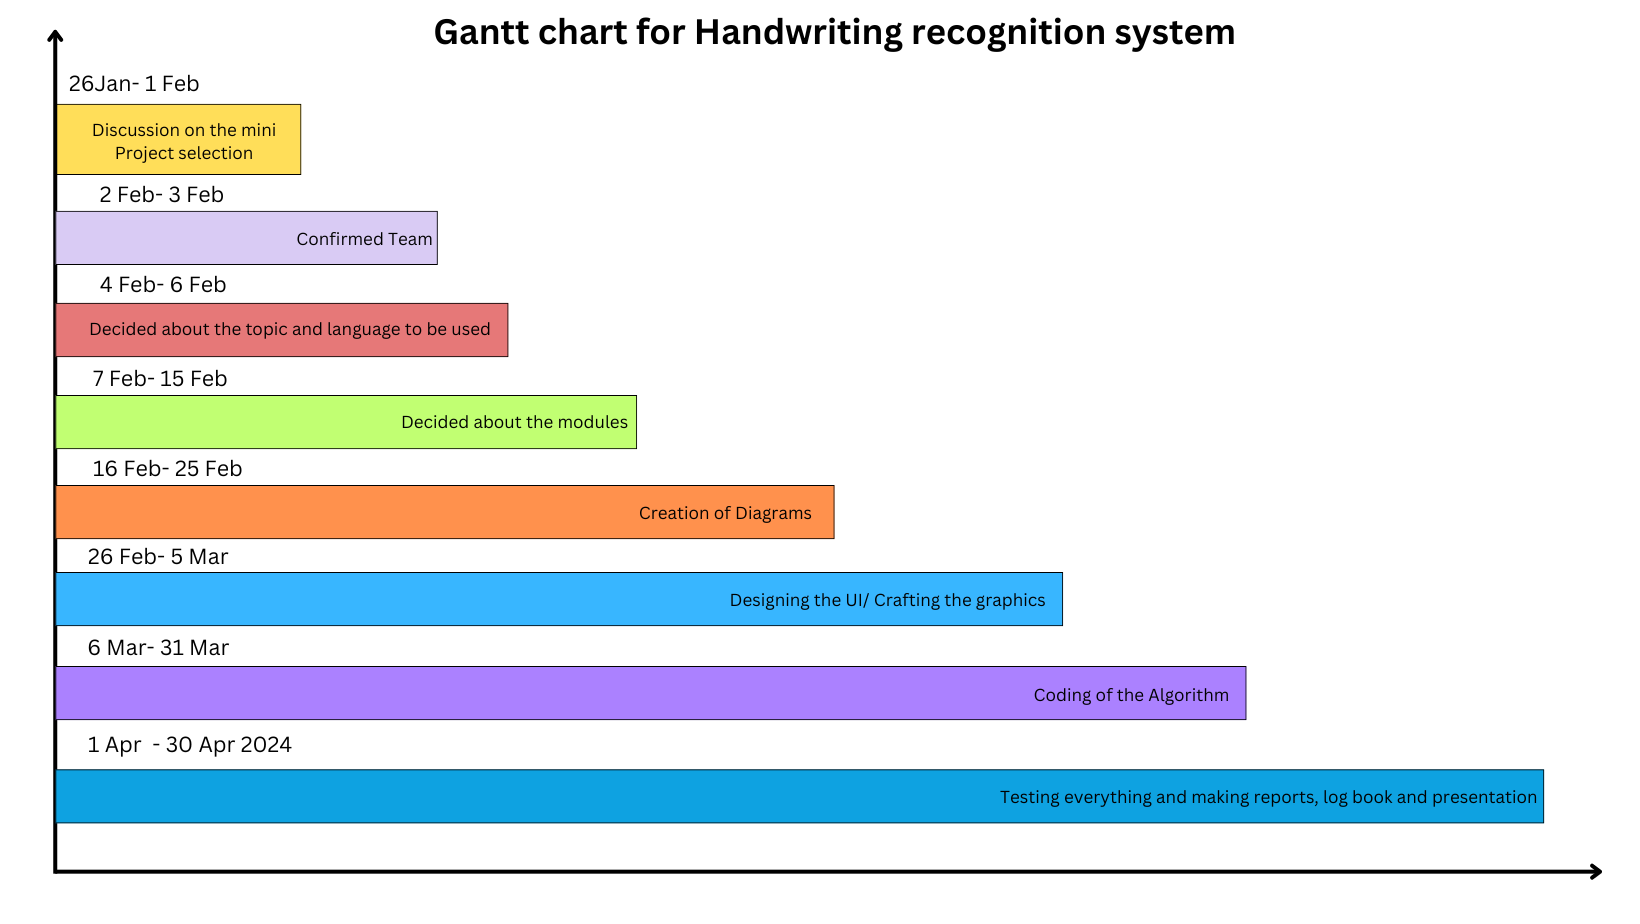 Gantt chart for Handwriting recognition system
26Jan- 1 Feb
Discussion on the mini
Project selection
2 Feb- 3 Feb
Confirmed Team
4 Feb- 6 Feb
Decided about the topic and language to be used
7 Feb- 15 Feb
Decided about the modules
16 Feb- 25 Feb
Creation of Diagrams
26 Feb- 5 Mar
Designing the UI/ Crafting the graphics
6 Mar- 31 Mar
Coding of the Algorithm
1 Apr  - 30 Apr 2024
Testing everything and making reports, log book and presentation